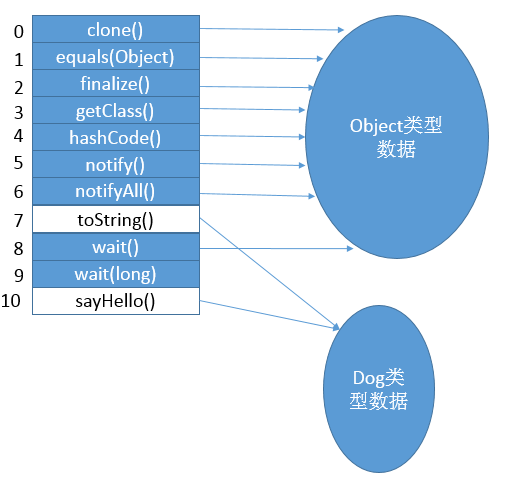 0 clone()
1 equals(Object)
2 finalize()
3 getClass()
4 hashCode()
5 notify()
6 notifyAll()
7 toString()
8 wait()
9 wait(long)
10 sayHello()
Object类型
数据
Dog类
型数据